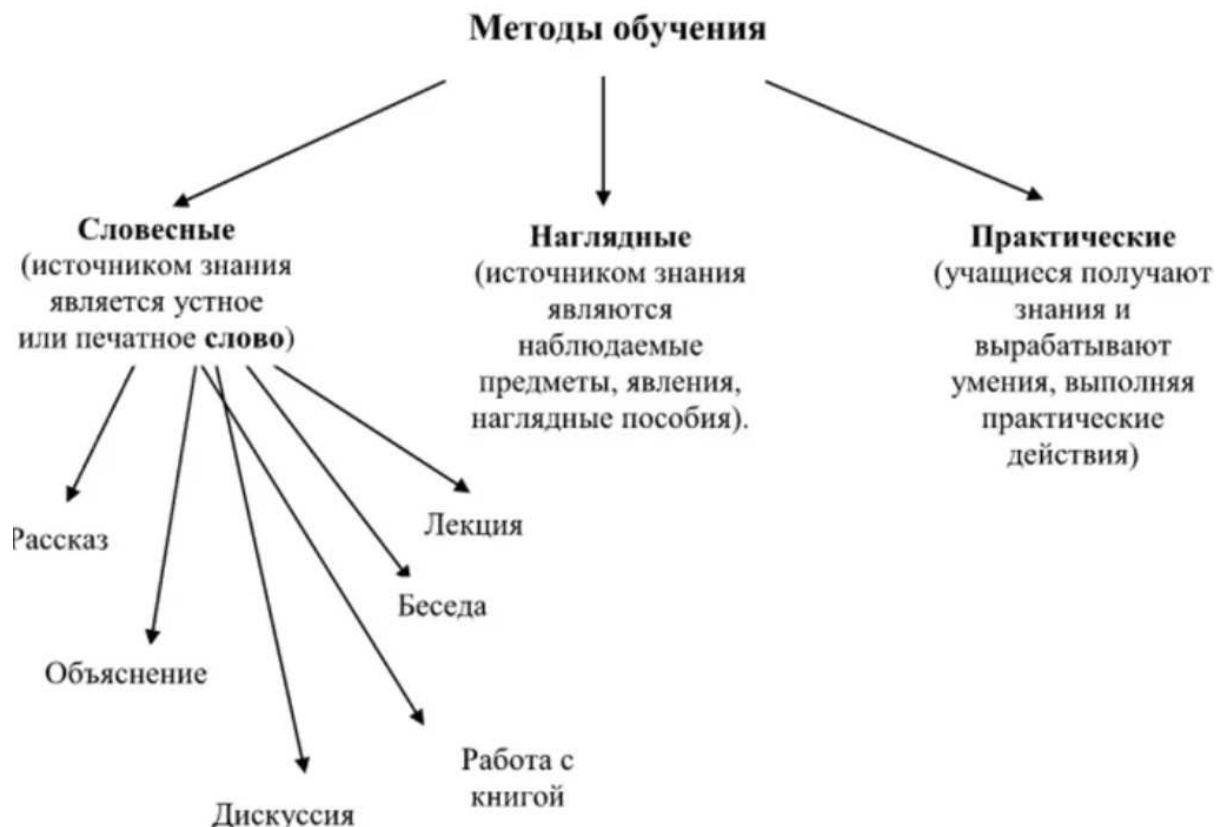 Методы обучения
Словесные
(источником знания
является устное
или печатное слово)
Наглядные
(источником знания
являются
наблюдаемые
предметы, явления,
наглядные пособия).
Практические
(учащиеся получают
знания и
вырабатывают
умения, выполняя
практические
действия)
Рассказ
Лекция
Беседа
Объяснение
Работа с
книгой
Дискуссия